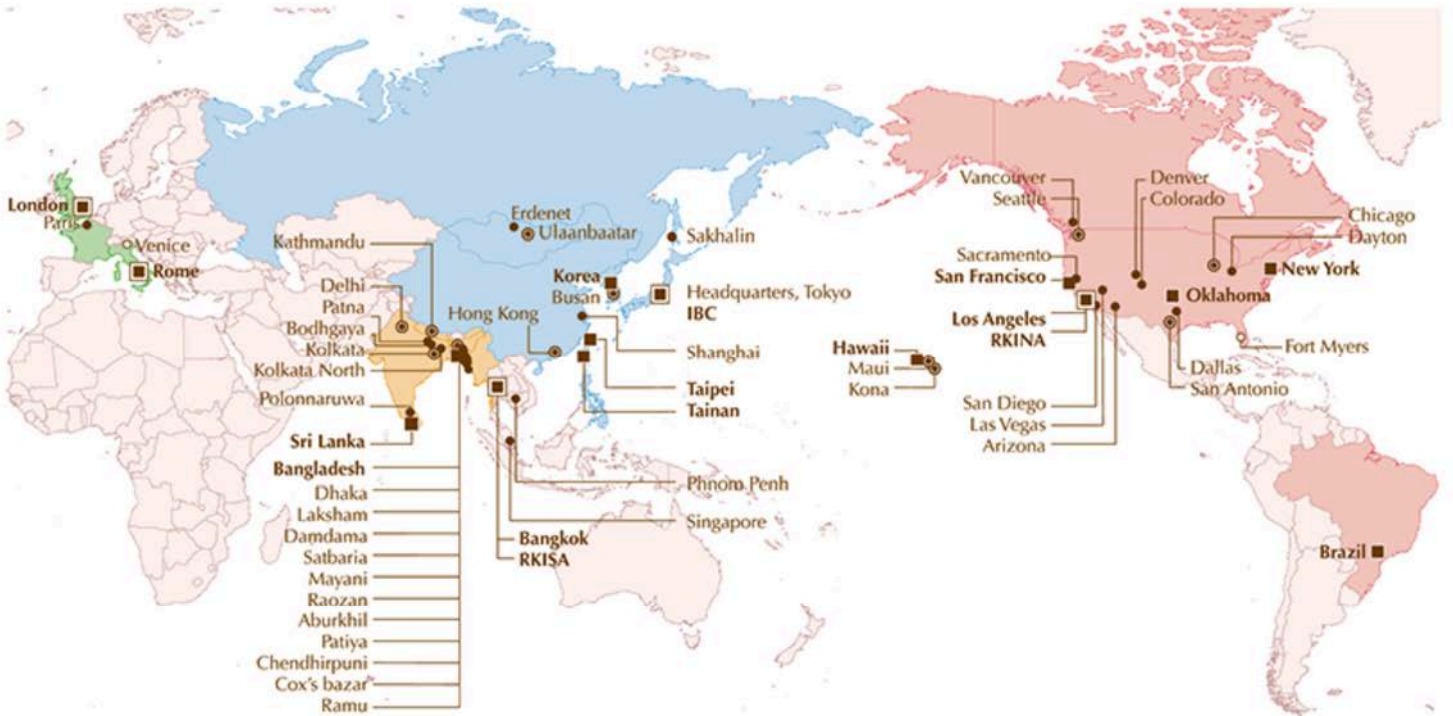 London
Paris
Venice
Rome
Kathmandu
Delhi
Patna
Bodhgaya
Kolkata
Kolkata North
Polonnaruwa
Sri Lanka
Bangladesh
Dhaka
Laksham
Damdama
Satbaria
Mayani
Raozan
Aburkhil
Patiya
Chendhirpuni
Cox's bazar
Ramu
Erdenet
Ulaanbaatar
Sakhalin
Korea
Busan
Headquarters, Tokyo
IBC
Hong Kong
Shanghai
Taipei
Tainan
Phnom Penh
Singapore
Bangkok
RKISA
Hawaii
Maui
Kona
Vancouver
Seattle
Sacramento
San Francisco
Los Angeles
RKINA
San Diego
Las Vegas
Arizona
Denver
Colorado
Chicago
Dayton
New York
Oklahoma
Fort Myers
Dallas
San Antonio
Brazil